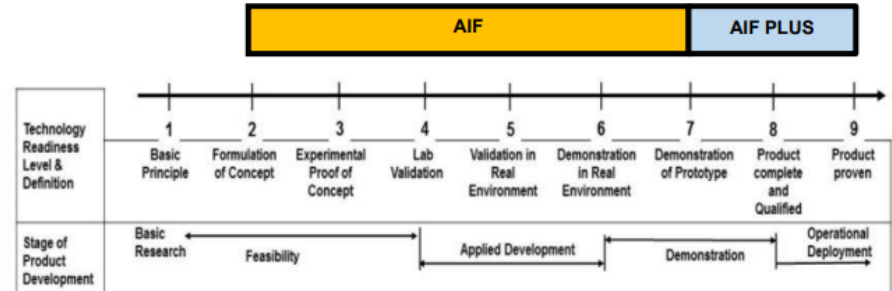 AIF
AIF PLUS
Technology
Readiness
Level &
Definition
1
2
3
4
5
6
7
8
9
Basic
Principle
Formulation
of Concept
Experimental
Proof of
Concept
Lab
Validation
Validation in
Real
Environment
Demonstration
in Real
Environment
Demonstration
of Prototype
Product
complete
and
Qualified
Product
proven
Stage of
Product
Development
Basic
Research
Feasibility
Applied Development
Demonstration
Operational
Deployment